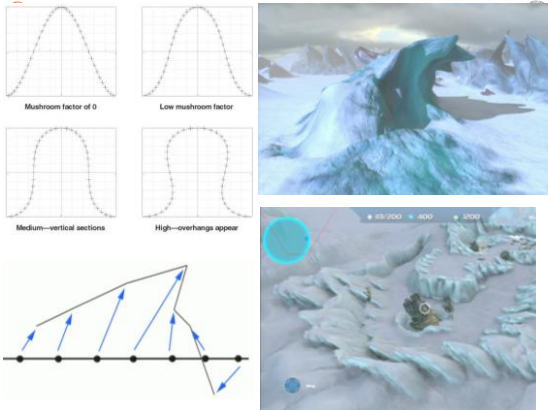 Mushroom factor of 0
Low mushroom factor
Medium—vertical sections
High—overhangs appear
400
1200